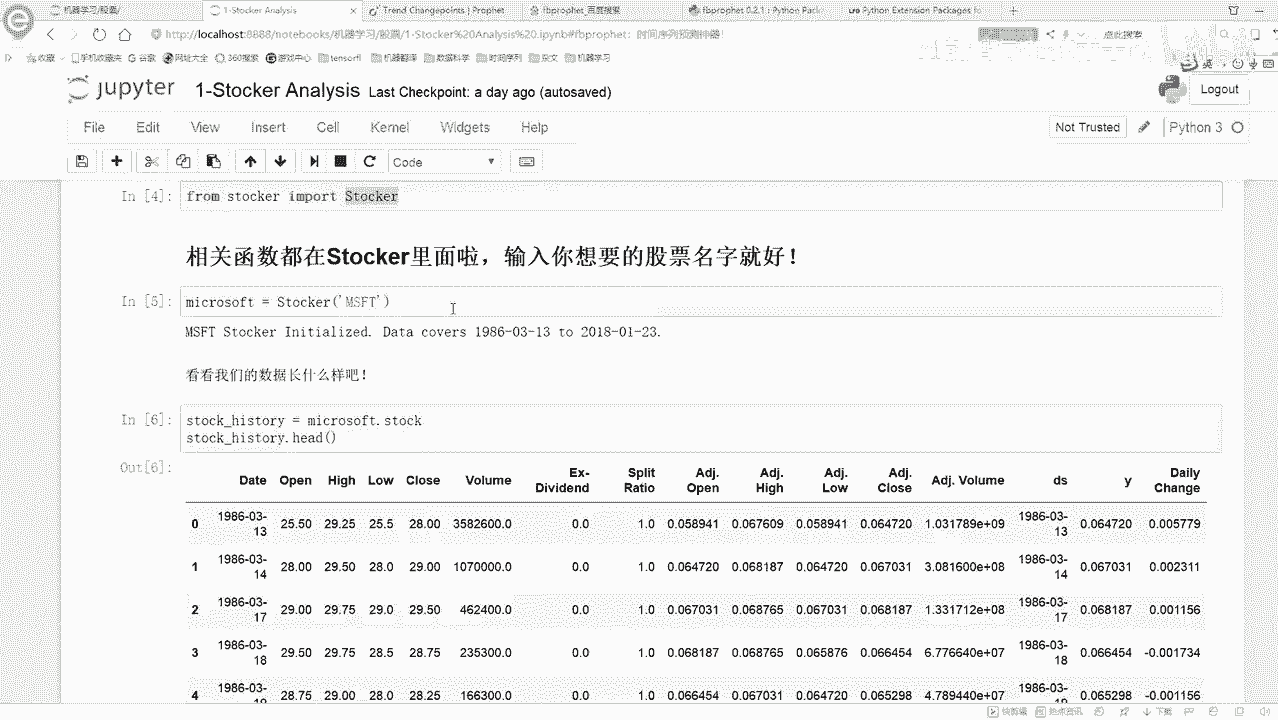 机器学习/股票/
1-Stocker Analysis
Trend Changepoints | Prophet
fbprophet_百度搜索
fbprophet 0.2.1 : Python Pack
Python Extension Packages fo
http://localhost:8888/notebooks/机器学习/股票/1-Stocker%20Analysis%20.ipynb#fbprophet：时间序列预测神器！
点此搜索
收藏
手机收藏夹
谷歌
网址大全
360搜索
游戏中心
tensorfl
机器翻译
数据科学
时间序列
杂文
机器学习
jupyter
1-Stocker Analysis
Last Checkpoint: a day ago (autosaved)
Logout
File Edit View Insert Cell Kernel Widgets Help
Not Trusted
Python 3
Code
In [4]:
from stocker import Stocker
相关函数都在Stocker里面啦，输入你想要的股票名字就好！
In [5]:
microsoft = Stocker('MSFT')
MSFT Stocker Initialized. Data covers 1986-03-13 to 2018-01-23.
看看我们的数据长什么样吧！
In [6]:
stock_history = microsoft.stock
stock_history.head()
Out[6]:
Date Open High Low Close Volume Ex-Dividend Split Ratio Adj. Open Adj. High Adj. Low Adj. Close Adj. Volume ds y Daily Change
0 1986-03-13 25.50 29.25 25.5 28.00 3582600.0 0.0 1.0 0.058941 0.067609 0.058941 0.064720 1.031789e+09 1986-03-13 0.064720 0.005779
1 1986-03-14 28.00 29.50 28.0 29.00 1070000.0 0.0 1.0 0.064720 0.068187 0.064720 0.067031 3.081600e+08 1986-03-14 0.067031 0.002311
2 1986-03-17 29.00 29.75 29.0 29.50 462400.0 0.0 1.0 0.067031 0.068765 0.067031 0.068187 1.331712e+08 1986-03-17 0.068187 0.001156
3 1986-03-18 29.50 29.75 28.5 28.75 235300.0 0.0 1.0 0.068187 0.068765 0.065876 0.066454 6.776640e+07 1986-03-18 0.066454 -0.001734
4 1986-03-19 28.75 29.00 28.0 28.25 166300.0 0.0 1.0 0.066454 0.067031 0.064720 0.065298 4.789440e+07 1986-03-19 0.065298 -0.001156
快剪辑
热点资讯
下载